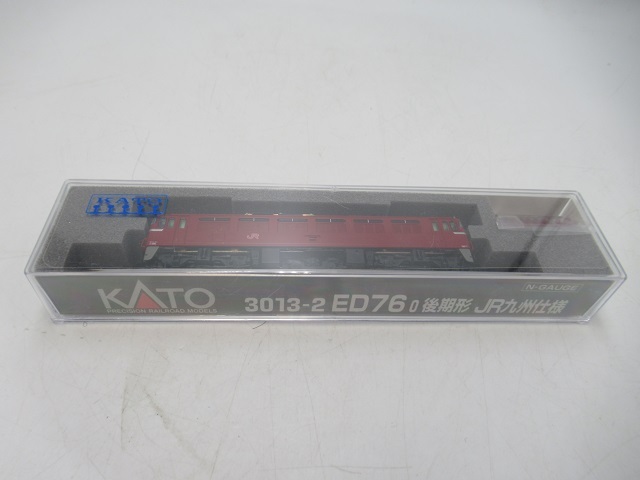 JR
N-GAUGE
KATO 3013-2 ED76 0 後期形 JR九州仕様
PRECISION RAILROAD MODELS